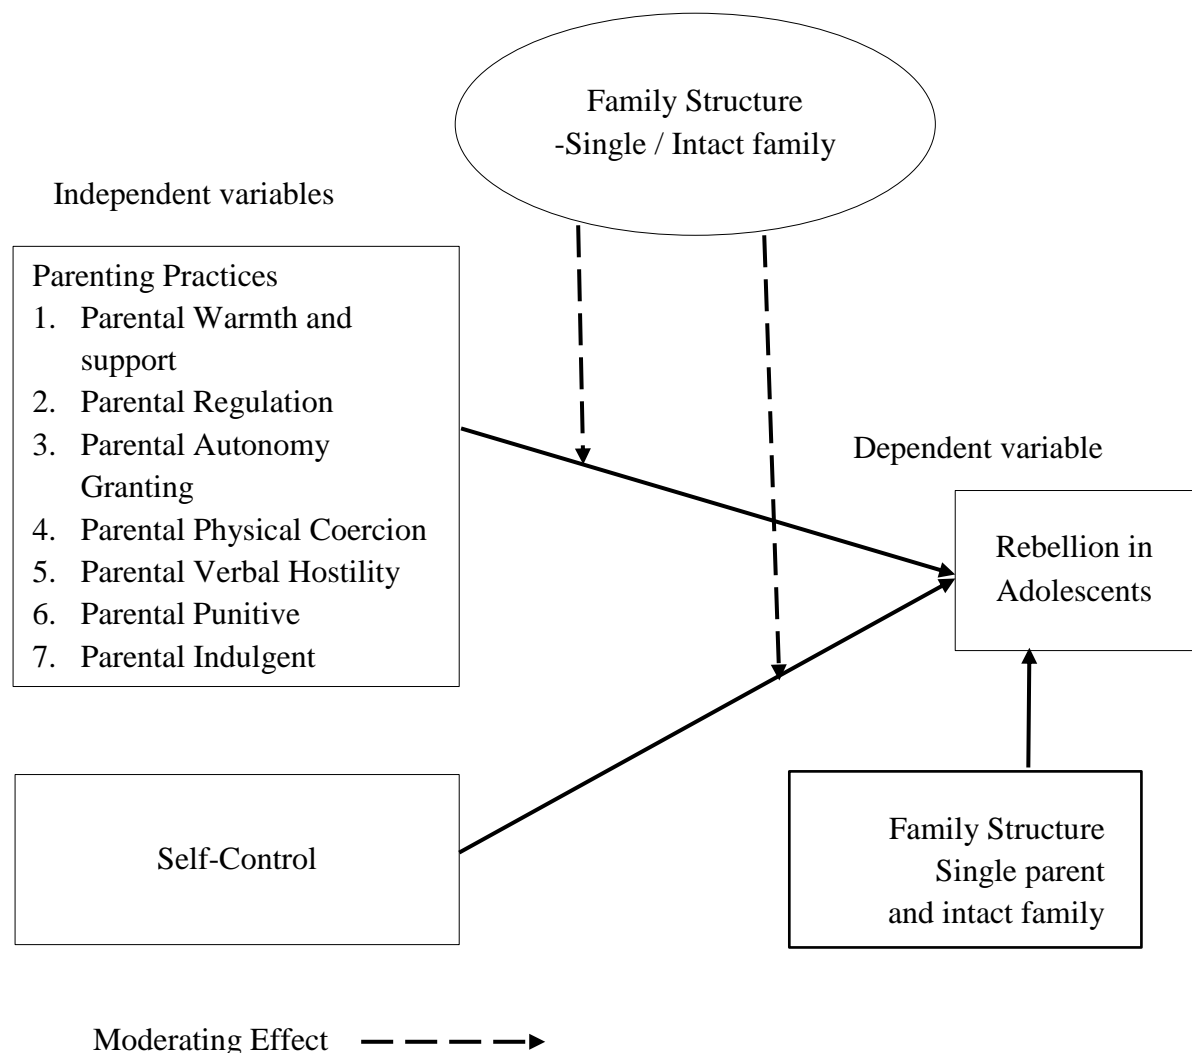 Family Structure
-Single / Intact family
Independent variables
Parenting Practices
1. Parental Warmth and
support
2. Parental Regulation
3. Parental Autonomy
Granting
4. Parental Physical Coercion
5. Parental Verbal Hostility
6. Parental Punitive
7. Parental Indulgent
Dependent variable
Rebellion in
Adolescents
Self-Control
Family Structure
Single parent
and intact family
Moderating Effect